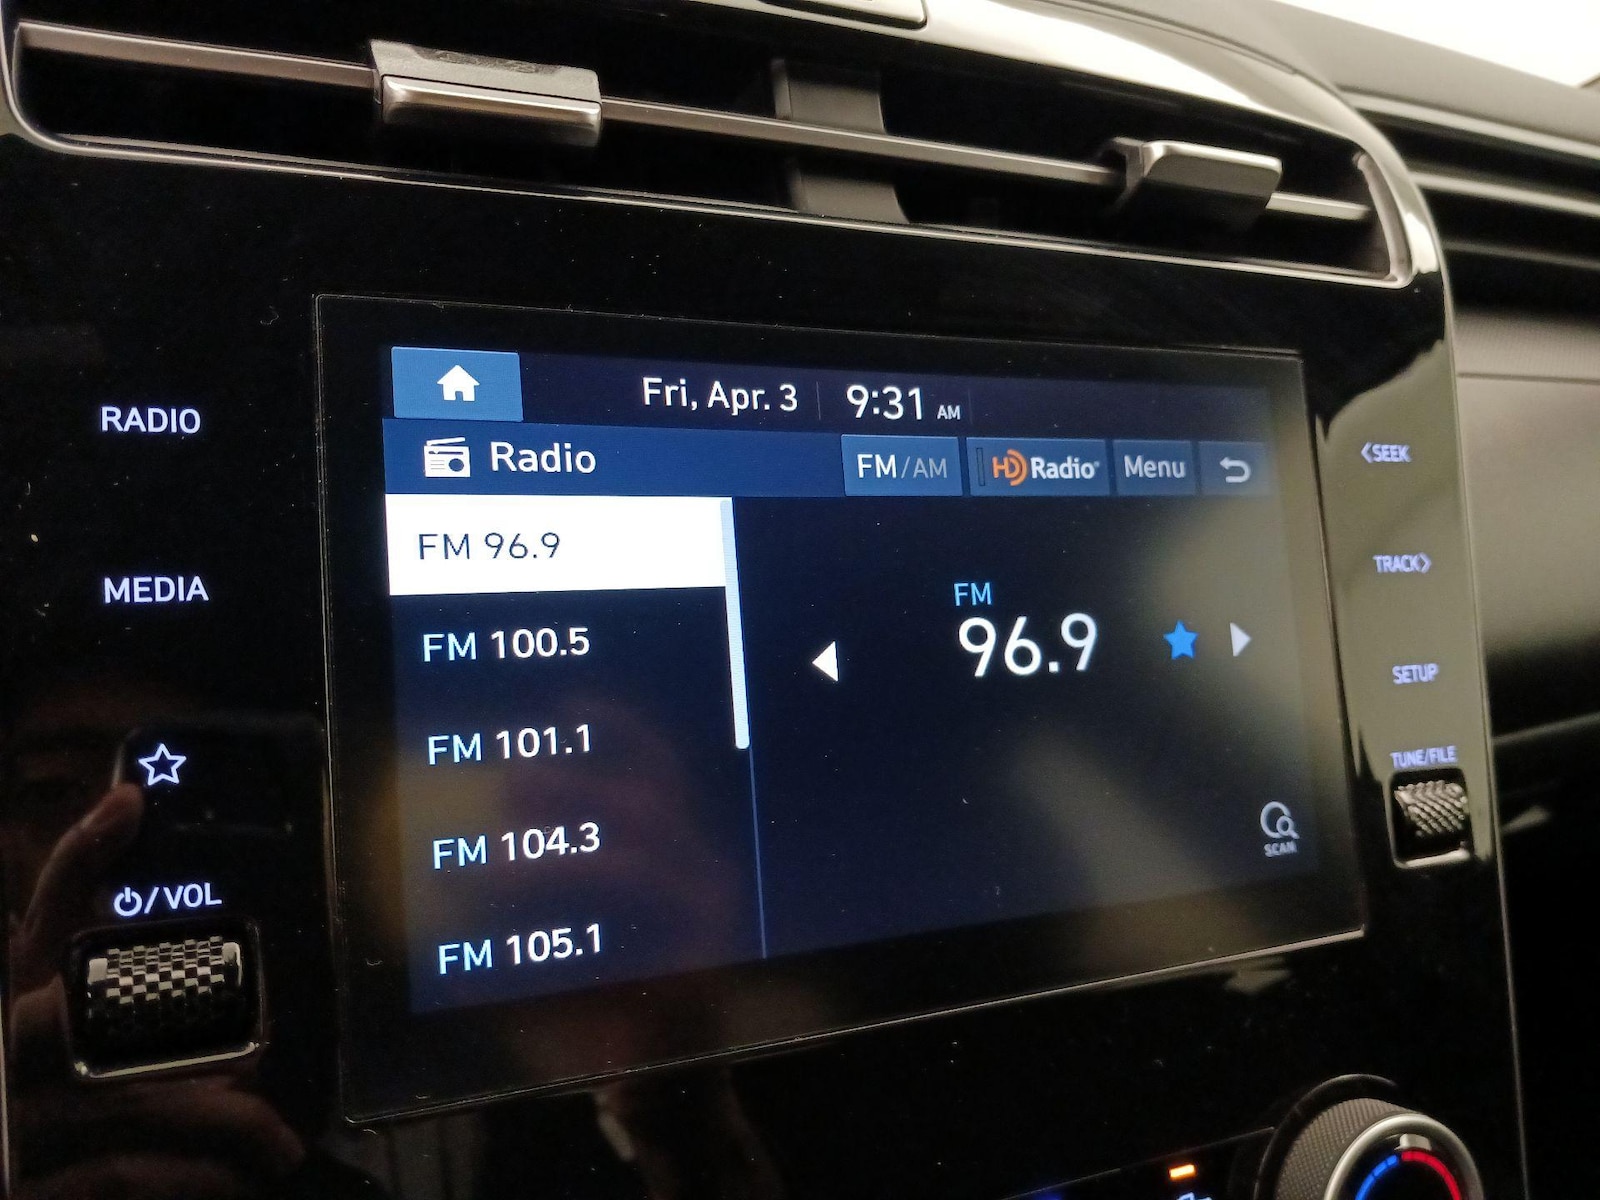 Fri, Apr. 3 9:31 AM
Radio FM/AM HD Radio Menu
FM 96.9
FM 100.5
FM 101.1
FM 104.3
FM 105.1
FM
96.9
SCAN
RADIO
MEDIA
/VOL
<SEEK
TRACK>
SETUP
TUNE/FILE